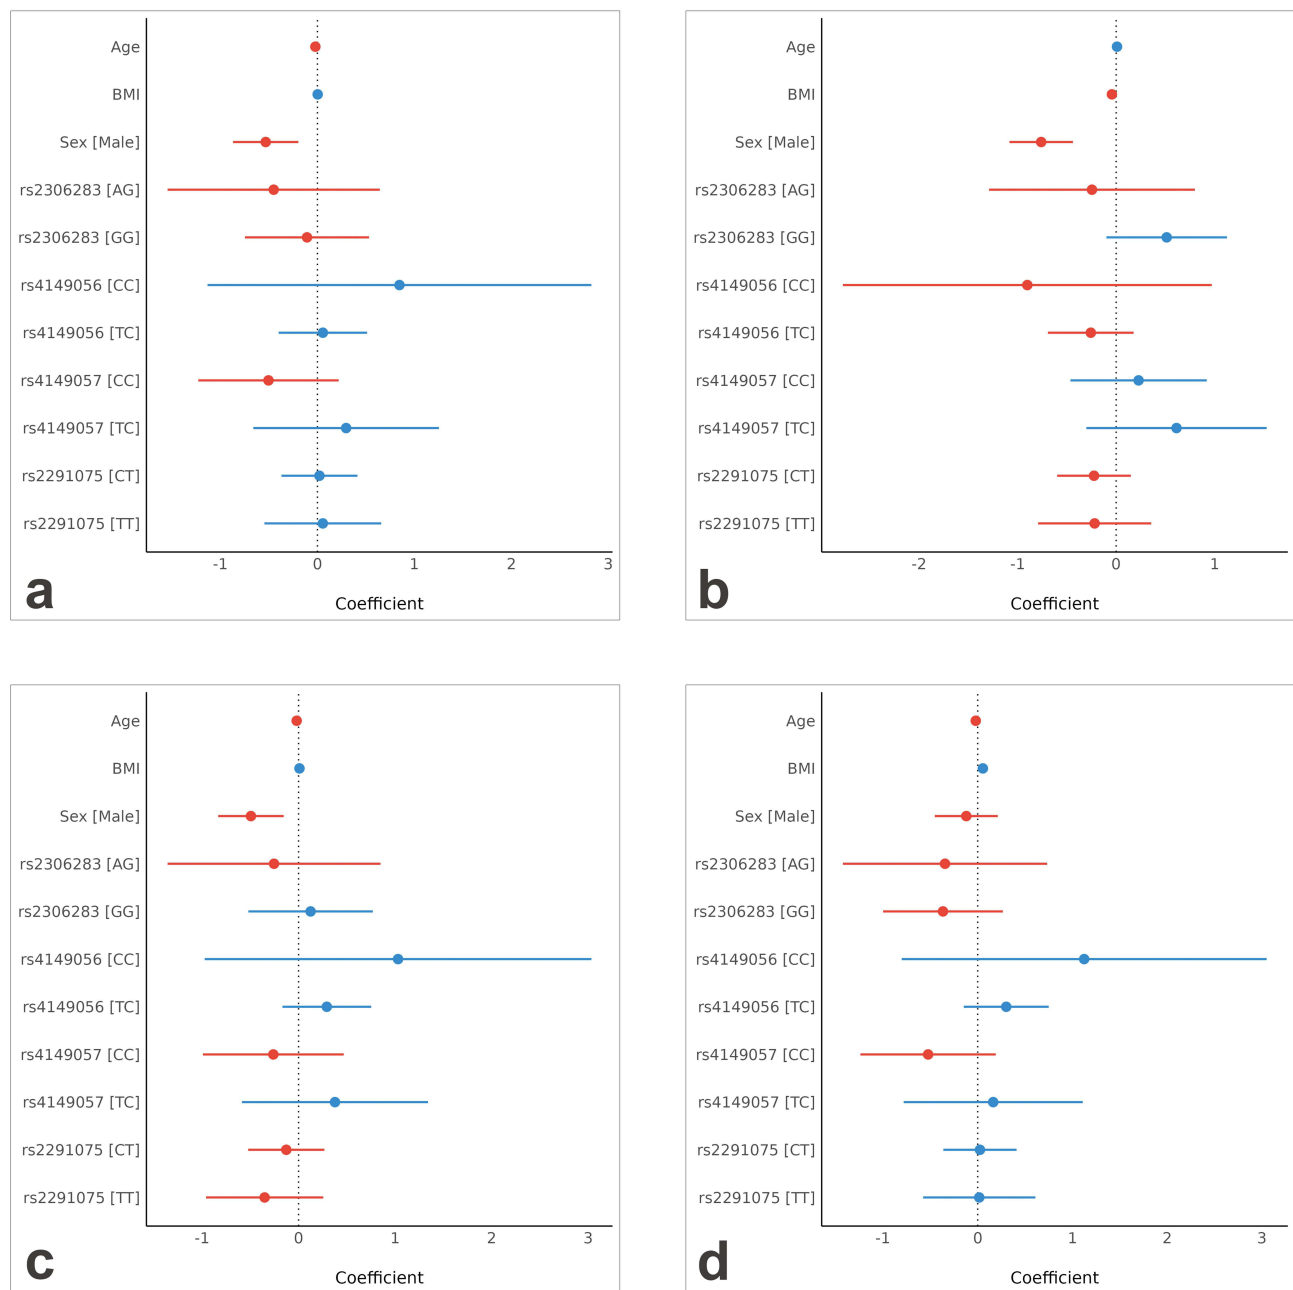 Age
BMI
Sex [Male]
rs2306283 [AG]
rs2306283 [GG]
rs4149056 [CC]
rs4149056 [TC]
rs4149057 [CC]
rs4149057 [TC]
rs2291075 [CT]
rs2291075 [TT]
-1 0 1 2 3
Coefficient
a
Age
BMI
Sex [Male]
rs2306283 [AG]
rs2306283 [GG]
rs4149056 [CC]
rs4149056 [TC]
rs4149057 [CC]
rs4149057 [TC]
rs2291075 [CT]
rs2291075 [TT]
-2 -1 0 1
Coefficient
b
Age
BMI
Sex [Male]
rs2306283 [AG]
rs2306283 [GG]
rs4149056 [CC]
rs4149056 [TC]
rs4149057 [CC]
rs4149057 [TC]
rs2291075 [CT]
rs2291075 [TT]
-1 0 1 2 3
Coefficient
c
Age
BMI
Sex [Male]
rs2306283 [AG]
rs2306283 [GG]
rs4149056 [CC]
rs4149056 [TC]
rs4149057 [CC]
rs4149057 [TC]
rs2291075 [CT]
rs2291075 [TT]
-1 0 1 2 3
Coefficient
d